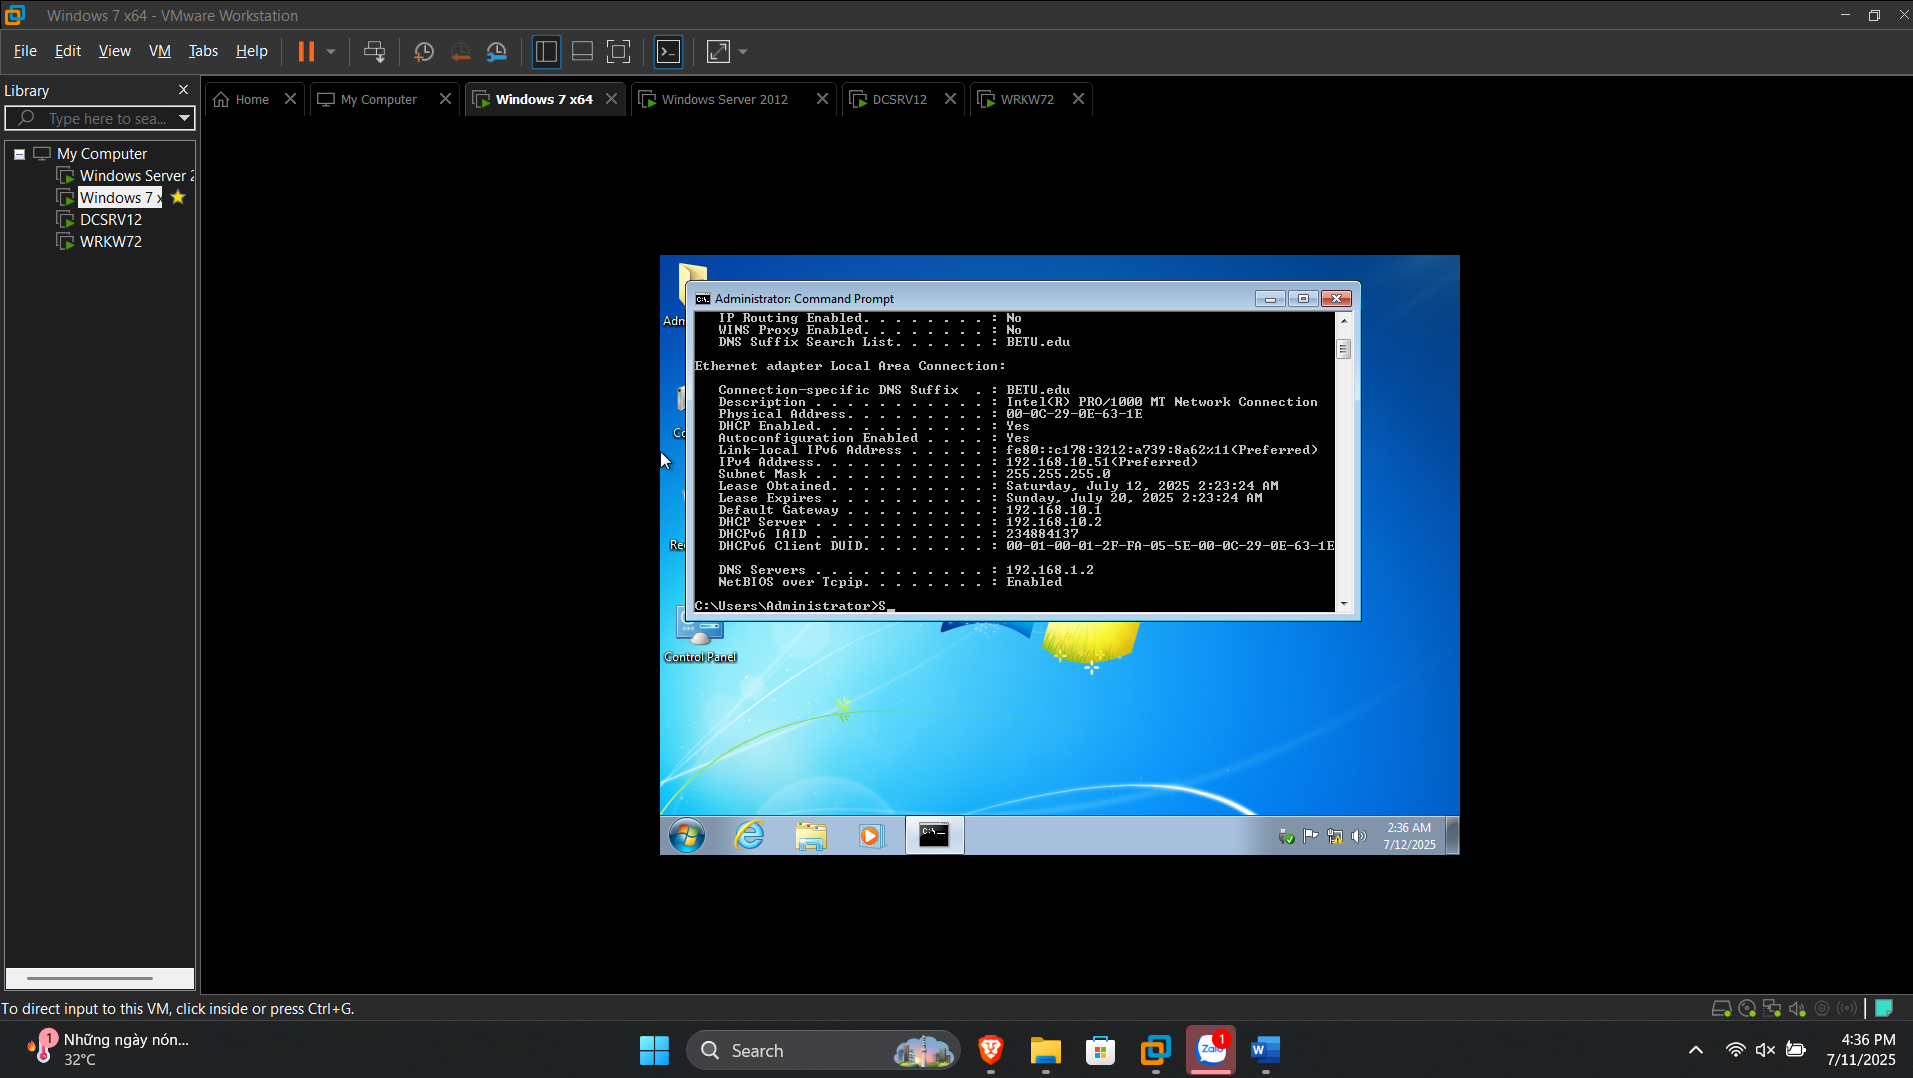 Windows 7 x64 - VMware Workstation
File Edit View VM Tabs Help
Library
Type here to sea...
My Computer
Windows Server 2
Windows 7 x
DCSRV12
WRKW72
Home
My Computer
Windows 7 x64
Windows Server 2012
DCSRV12
WRKW72
Administrator: Command Prompt
IP Routing Enabled. . . . . . . . : No
WINS Proxy Enabled. . . . . . . . : No
DNS Suffix Search List. . . . . . : BETU.edu
Ethernet adapter Local Area Connection:
Connection-specific DNS Suffix  . : BETU.edu
Description . . . . . . . . . . . : Intel(R) PRO/1000 MT Network Connection
Physical Address. . . . . . . . . : 00-0C-29-0E-63-1E
DHCP Enabled. . . . . . . . . . . : Yes
Autoconfiguration Enabled . . . . : Yes
Link-local IPv6 Address . . . . . : fe80::c178:3212:a739:8a62%11(Preferred)
IPv4 Address. . . . . . . . . . . : 192.168.10.51(Preferred)
Subnet Mask . . . . . . . . . . . : 255.255.255.0
Lease Obtained. . . . . . . . . . : Saturday, July 12, 2025 2:23:24 AM
Lease Expires . . . . . . . . . . : Sunday, July 20, 2025 2:23:24 AM
Default Gateway . . . . . . . . . : 192.168.10.1
DHCP Server . . . . . . . . . . . : 192.168.10.2
DHCPv6 IAID . . . . . . . . . . . : 234884137
DHCPv6 Client DUID. . . . . . . . : 00-01-00-01-2F-FA-05-5E-00-0C-29-0E-63-1E
DNS Servers . . . . . . . . . . . : 192.168.1.2
NetBIOS over Tcpip. . . . . . . . : Enabled
C:\Users\Administrator>S_
Adm
Co
Re
Control Panel
2:36 AM
7/12/2025
To direct input to this VM, click inside or press Ctrl+G.
1
Những ngày nón...
32°C
Search
Zalo
1
W
4:36 PM
7/11/2025